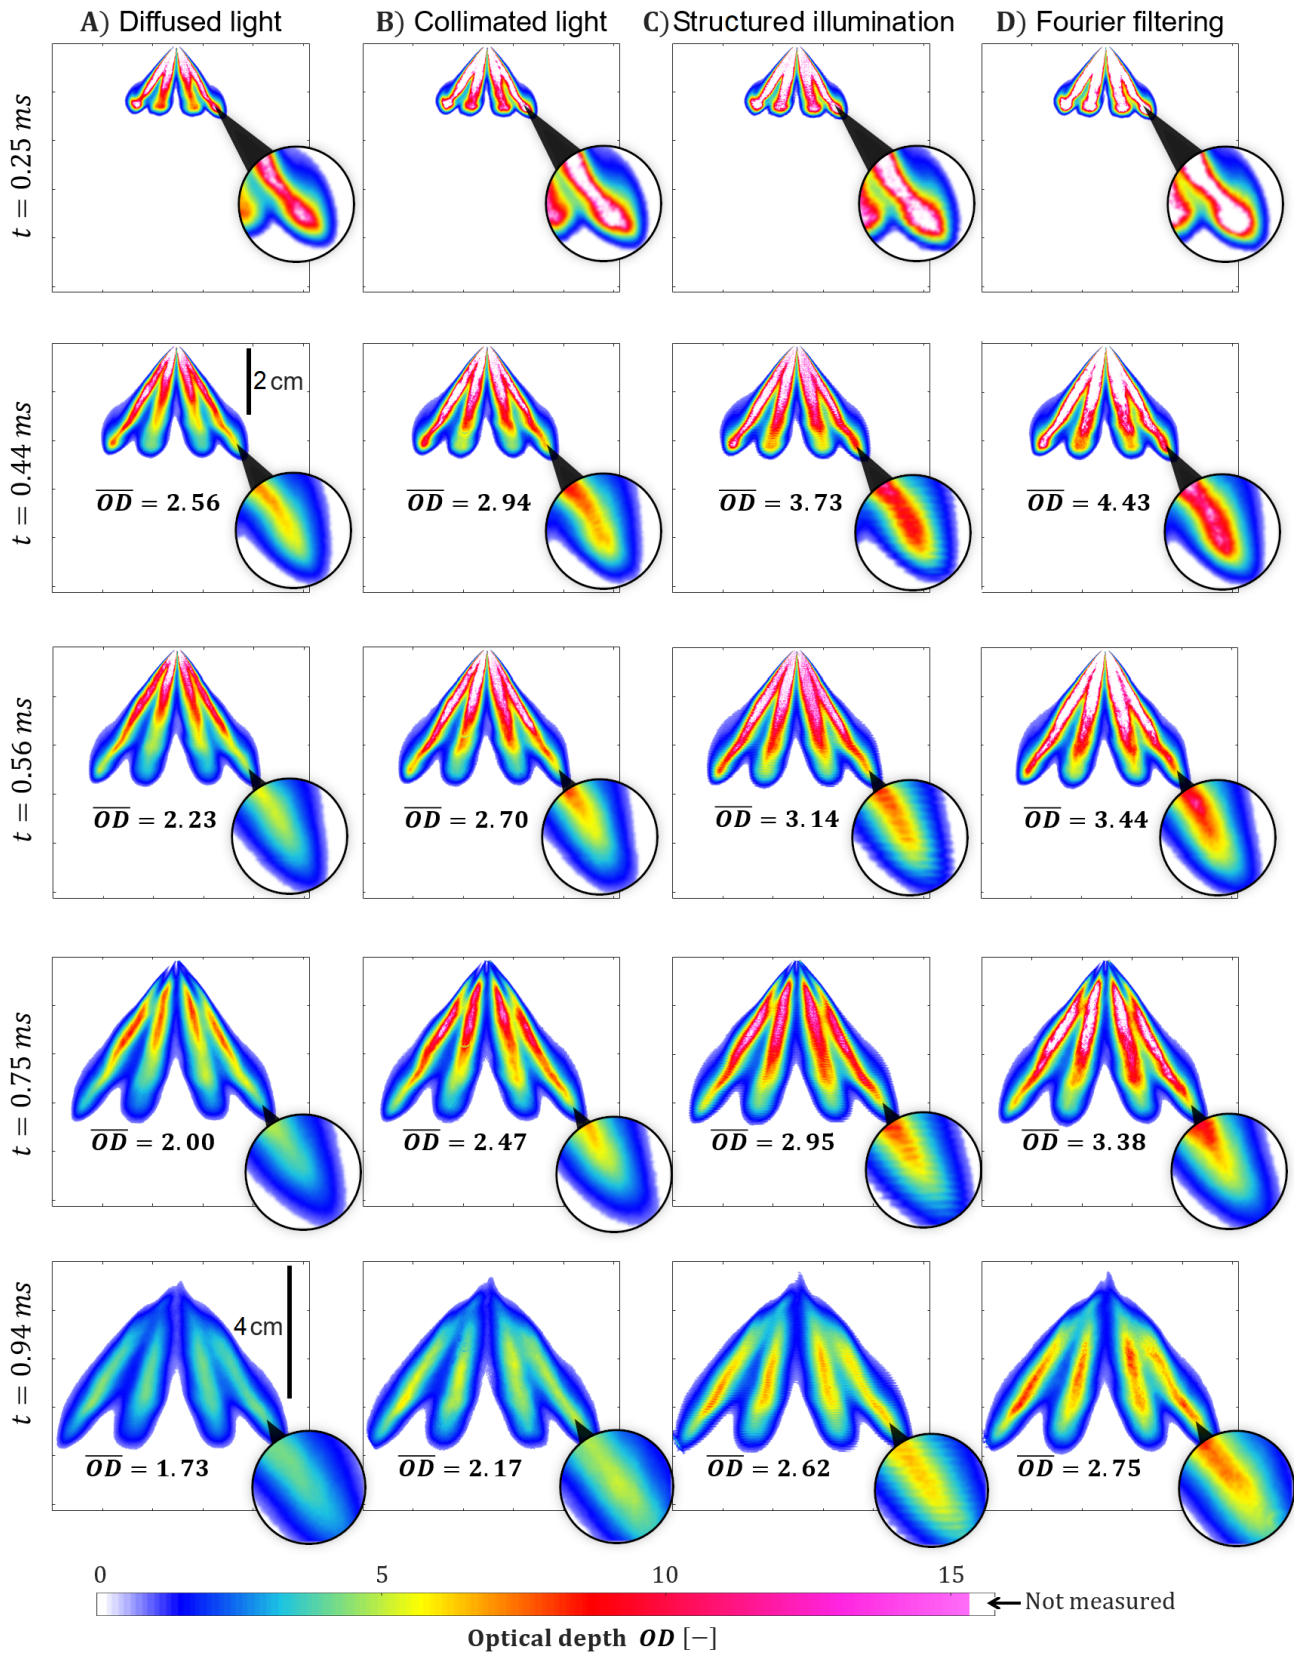 A) Diffused light
B) Collimated light
C) Structured illumination
D) Fourier filtering
t = 0.25 ms
t = 0.44 ms
2 cm
OD = 2.56
OD = 2.94
OD = 3.73
OD = 4.43
t = 0.56 ms
OD = 2.23
OD = 2.70
OD = 3.14
OD = 3.44
t = 0.75 ms
OD = 2.00
OD = 2.47
OD = 2.95
OD = 3.38
t = 0.94 ms
4 cm
OD = 1.73
OD = 2.17
OD = 2.62
OD = 2.75
0 5 10 15
Not measured
Optical depth OD [−]